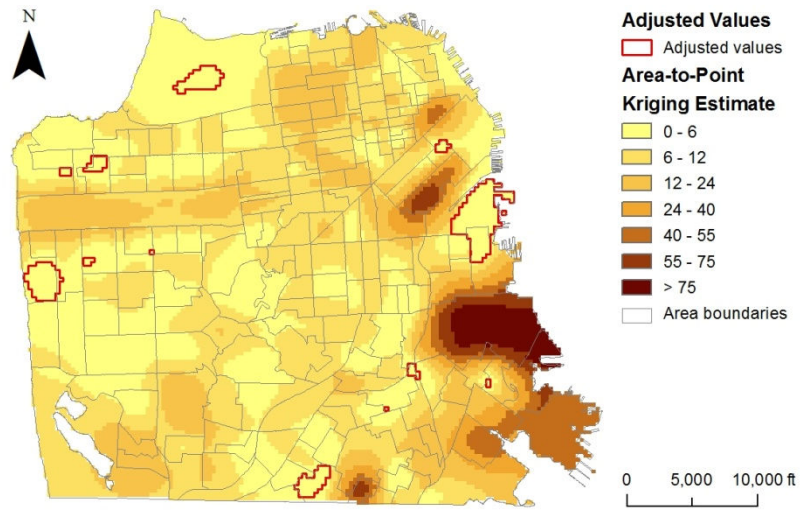 N
Adjusted Values
Adjusted values
Area-to-Point
Kriging Estimate
0 - 6
6 - 12
12 - 24
24 - 40
40 - 55
55 - 75
> 75
Area boundaries
0 5,000 10,000 ft